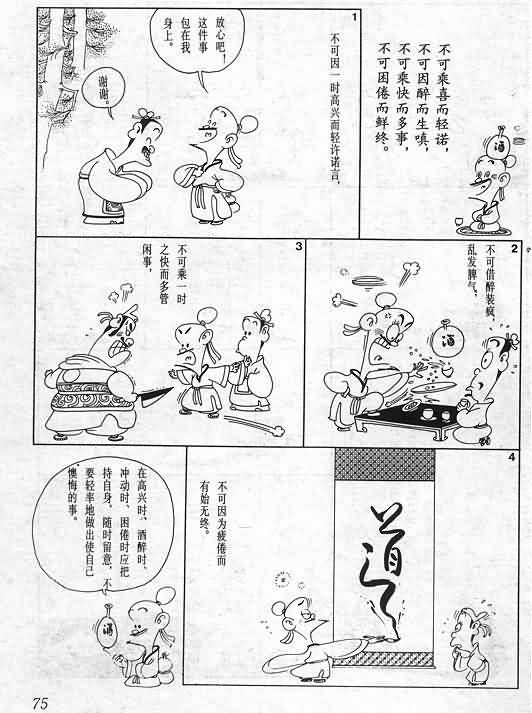 不可乘喜而轻诺，
不可因醉而生嗔，
不可乘快而多事，
不可因倦而鲜终。
酒
1
不可因一时高兴而轻许诺言，
放心吧！
这件事
包在我
身上。
谢谢。
2
不可借醉装疯，
乱发脾气；
酒
3
不可乘一时
之快而多管
闲事，
4
不可因为疲倦而
有始无终。
道
在高兴时、酒醉时、
冲动时、困倦时应把
持自身，随时留意，不
要轻率地做出使自己
懊悔的事。
酒
75